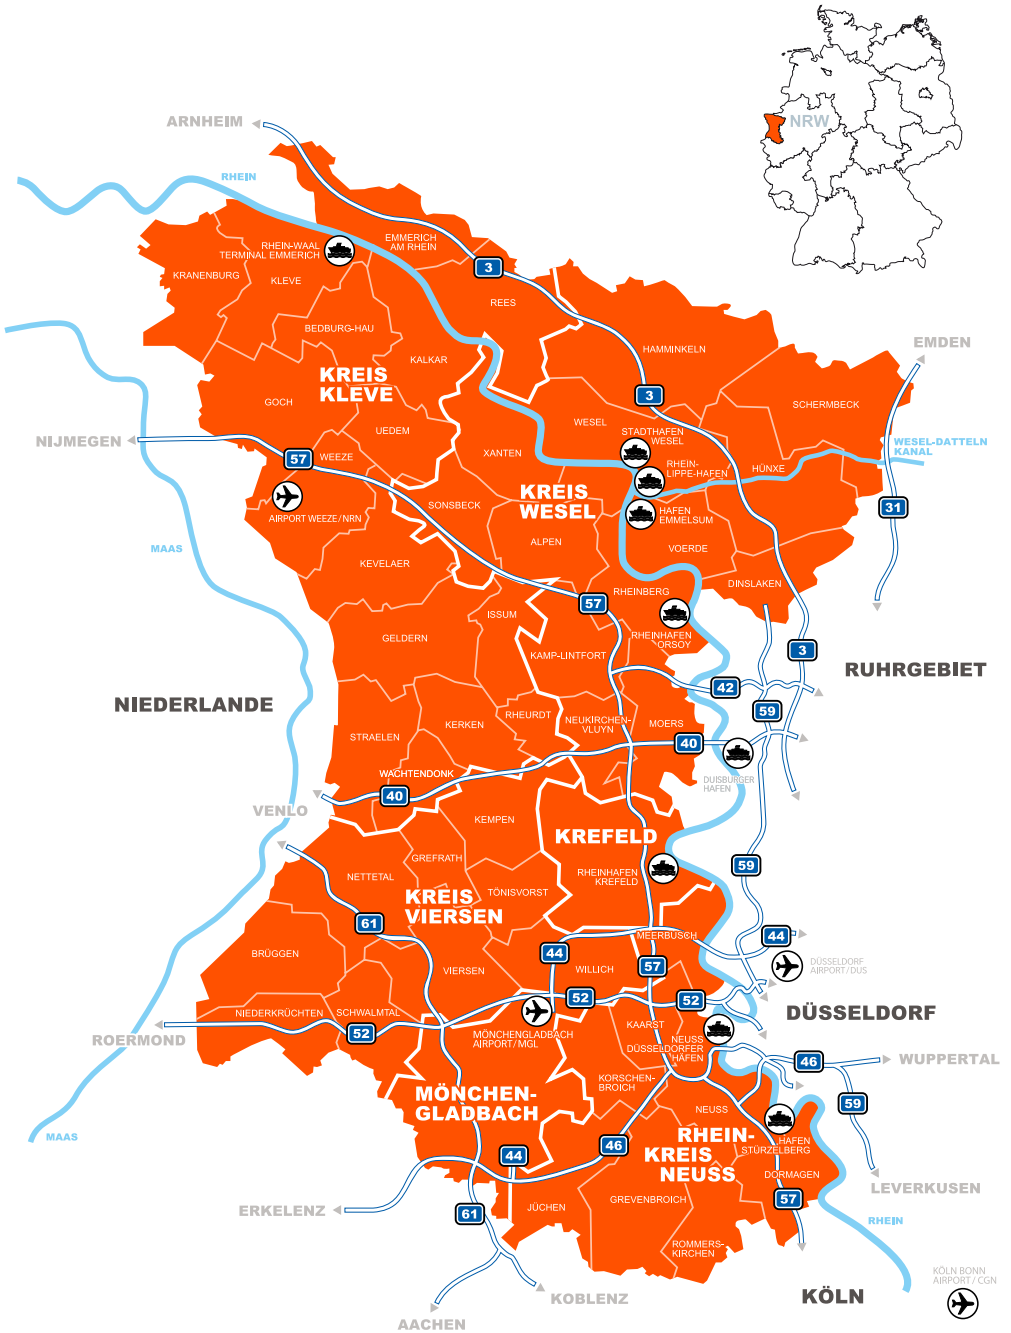 NRW
ARNHEIM
RHEIN
RHEIN-WAAL
TERMINAL EMMERICH
EMMERICH
AM RHEIN
3
KRANENBURG
KLEVE
REES
BEDBURG-HAU
HAMMINKELN
EMDEN
KALKAR
KREIS
KLEVE
3
GOCH
SCHERMBECK
WESEL
UEDEM
STADTHAFEN
WESEL
NIJMEGEN
WESEL-DATTELN
KANAL
57
WEEZE
XANTEN
RHEIN-
LIPPE-HAFEN
HÜNXE
KREIS
WESEL
SONSBECK
31
AIRPORT WEEZE/NRN
HAFEN
EMMELSUM
MAAS
ALPEN
VOERDE
KEVELAER
DINSLAKEN
RHEINBERG
57
ISSUM
GELDERN
RHEINHAFEN
ORSOY
KAMP-LINTFORT
3
RUHRGEBIET
42
NIEDERLANDE
59
RHEURDT
KERKEN
NEUKIRCHEN-
VLUYN
MOERS
STRAELEN
40
WACHTENDONK
DUISBURGER
HAFEN
40
VENLO
KEMPEN
KREFELD
GREFRATH
59
NETTETAL
RHEINHAFEN
KREFELD
TÖNISVORST
KREIS
VIERSEN
61
MEERBUSCH
44
BRÜGGEN
44
VIERSEN
WILLICH
57
DÜSSELDORF
AIRPORT/DUS
52
52
NIEDERKRÜCHTEN
SCHWALMTAL
DÜSSELDORF
ROERMOND
52
MÖNCHENGLADBACH
AIRPORT/MGL
KAARST
NEUSS
DÜSSELDORFER
HÄFEN
46
WUPPERTAL
KORSCHEN-
BROICH
MÖNCHEN-
GLADBACH
59
NEUSS
MAAS
RHEIN-
KREIS
NEUSS
HAFEN
STÜRZELBERG
46
44
DORMAGEN
LEVERKUSEN
GREVENBROICH
57
ERKELENZ
JÜCHEN
61
RHEIN
ROMMERS-
KIRCHEN
KÖLN BONN
AIRPORT / CGN
KÖLN
KOBLENZ
AACHEN